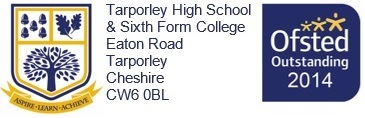 Tarporley High School
& Sixth Form College
Eaton Road
Tarporley
Cheshire
CW6 0BL
ASPIRE · LEARN · ACHIEVE
Ofsted
Outstanding
2014